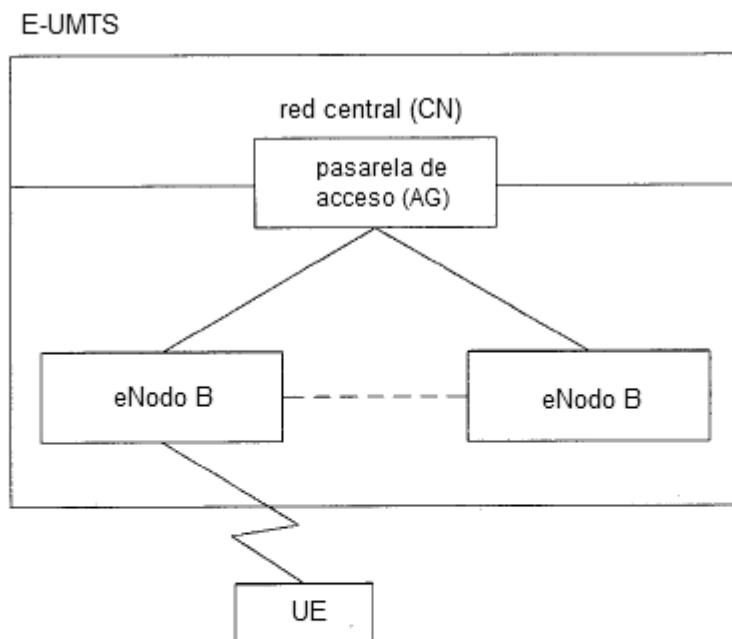 E-UMTS
red central (CN)
pasarela de
acceso (AG)
eNodo B
eNodo B
UE